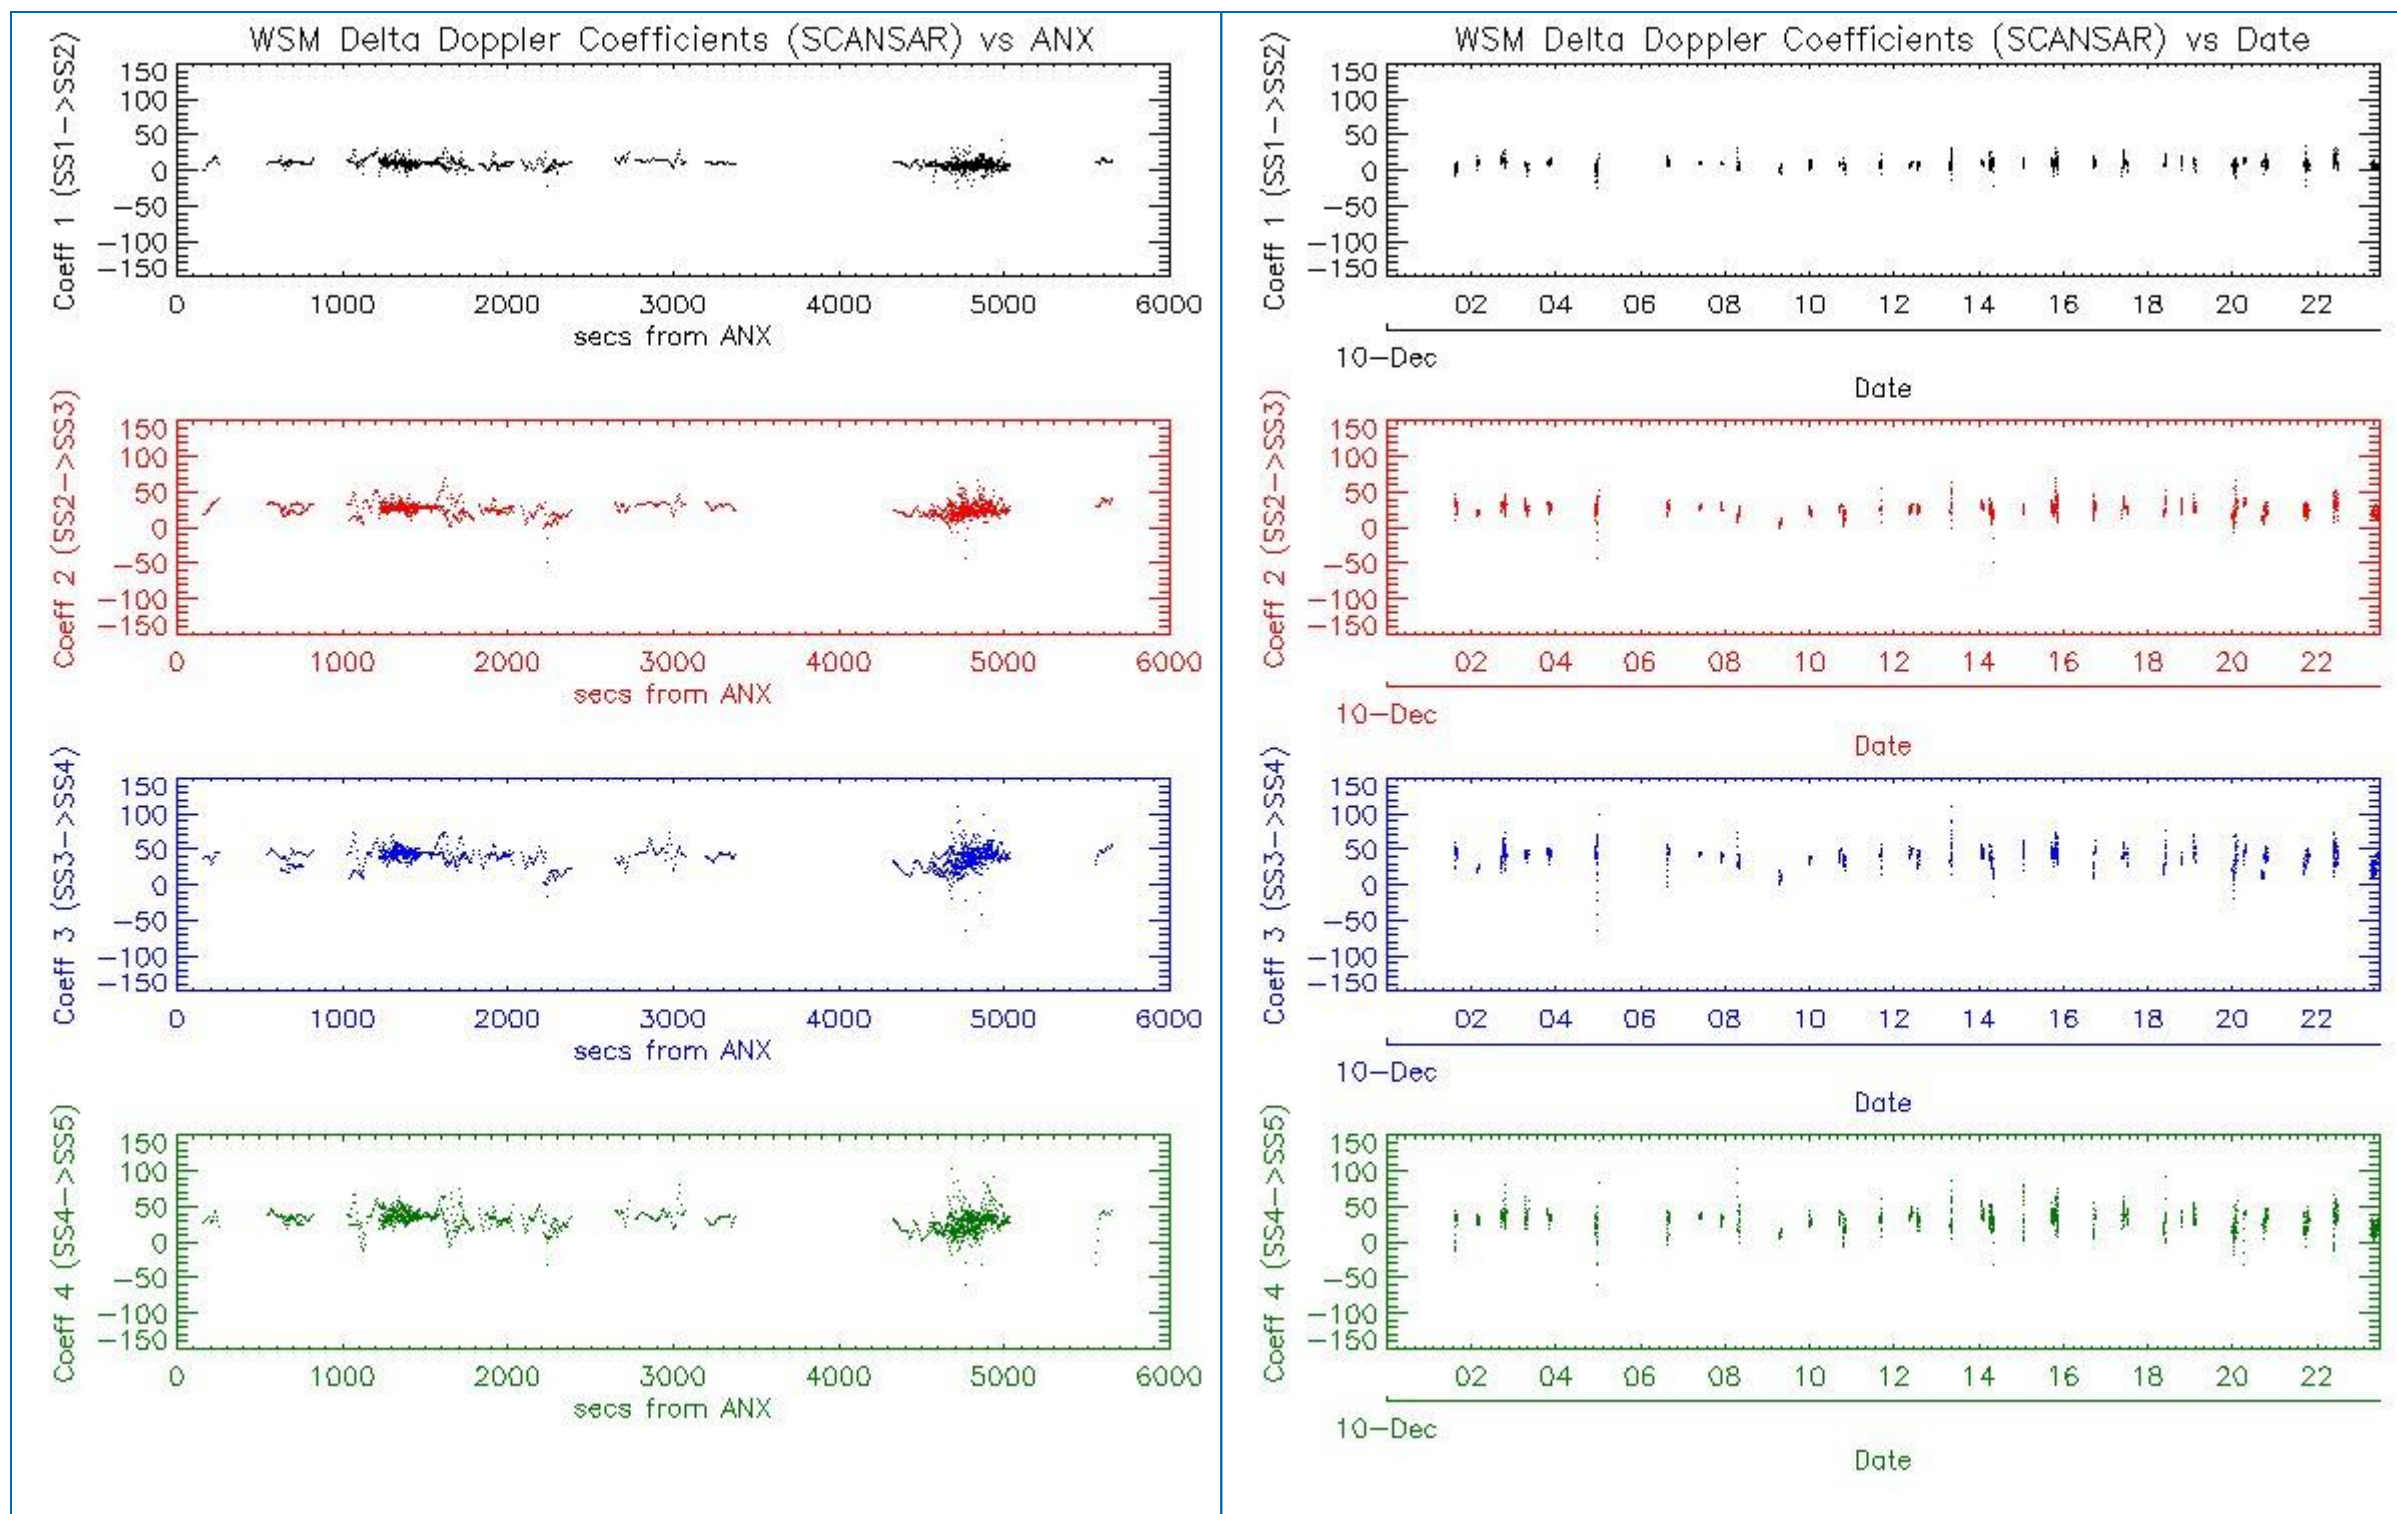 WSM Delta Doppler Coefficients (SCANSAR) vs ANX
Coeff 1 (SS1->SS2)
150
100
50
0
-50
-100
-150
0 1000 2000 3000 4000 5000 6000
secs from ANX
Coeff 2 (SS2->SS3)
150
100
50
0
-50
-100
-150
0 1000 2000 3000 4000 5000 6000
secs from ANX
Coeff 3 (SS3->SS4)
150
100
50
0
-50
-100
-150
0 1000 2000 3000 4000 5000 6000
secs from ANX
Coeff 4 (SS4->SS5)
150
100
50
0
-50
-100
-150
0 1000 2000 3000 4000 5000 6000
secs from ANX
WSM Delta Doppler Coefficients (SCANSAR) vs Date
Coeff 1 (SS1->SS2)
150
100
50
0
-50
-100
-150
02 04 06 08 10 12 14 16 18 20 22
10-Dec
Date
Coeff 2 (SS2->SS3)
150
100
50
0
-50
-100
-150
02 04 06 08 10 12 14 16 18 20 22
10-Dec
Date
Coeff 3 (SS3->SS4)
150
100
50
0
-50
-100
-150
02 04 06 08 10 12 14 16 18 20 22
10-Dec
Date
Coeff 4 (SS4->SS5)
150
100
50
0
-50
-100
-150
02 04 06 08 10 12 14 16 18 20 22
10-Dec
Date